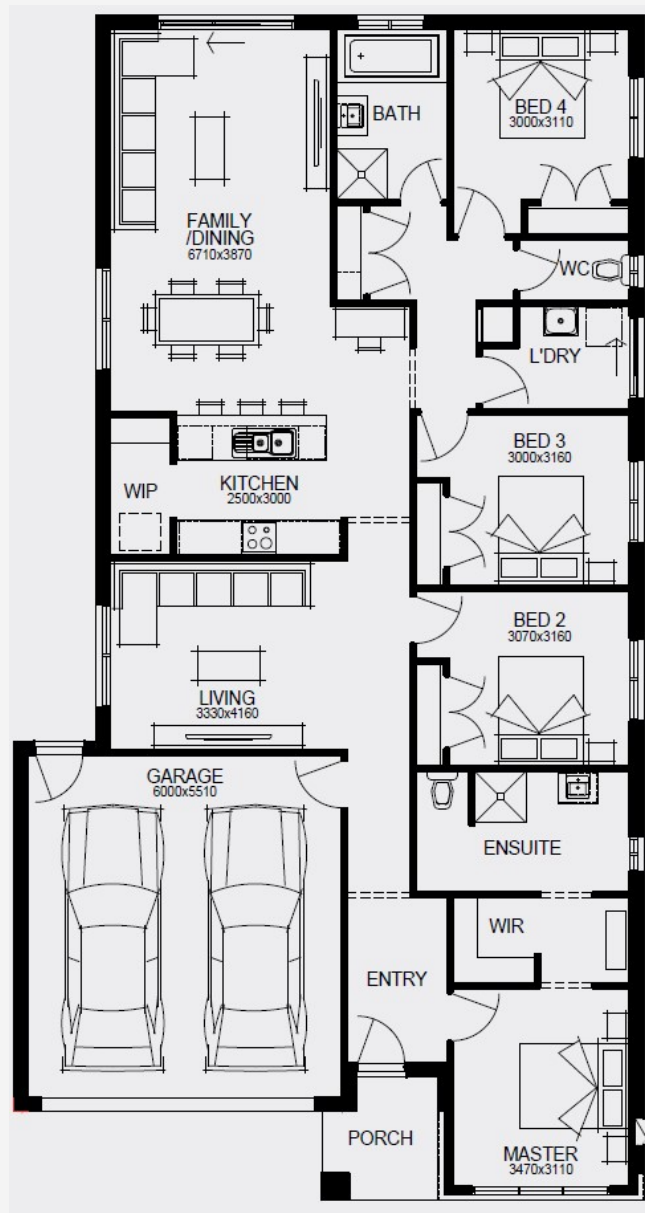 BATH
BED 4
3000x3110
FAMILY
/DINING
6710x3870
WC
L'DRY
BED 3
3000x3160
KITCHEN
2500x3000
WIP
BED 2
3070x3160
LIVING
3330x4160
GARAGE
6000x5510
ENSUITE
WIR
ENTRY
PORCH
MASTER
3470x3110